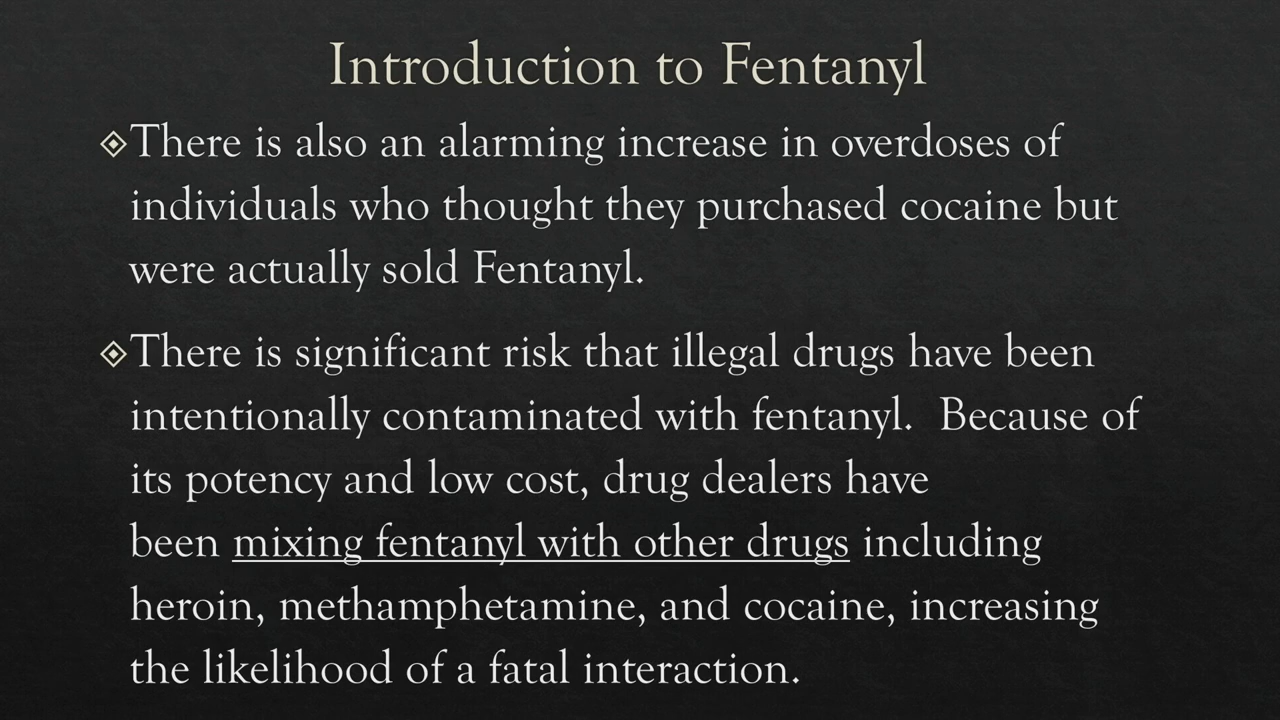 Introduction to Fentanyl
There is also an alarming increase in overdoses of
individuals who thought they purchased cocaine but
were actually sold Fentanyl.
There is significant risk that illegal drugs have been
intentionally contaminated with fentanyl.  Because of
its potency and low cost, drug dealers have
been mixing fentanyl with other drugs including
heroin, methamphetamine, and cocaine, increasing
the likelihood of a fatal interaction.